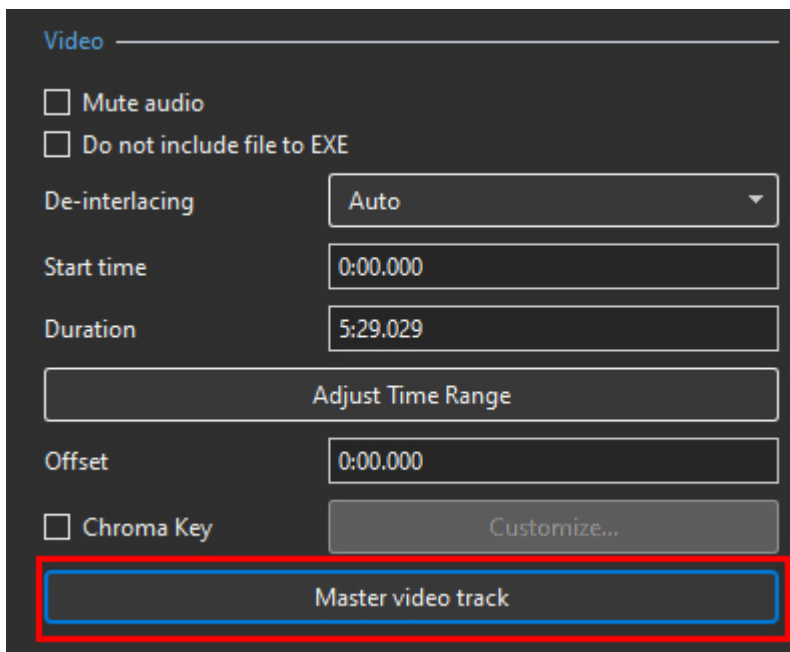 Video
Mute audio
Do not include file to EXE
De-interlacing Auto
Start time 0:00.000
Duration 5:29.029
Adjust Time Range
Offset 0:00.000
Chroma Key Customize...
Master video track